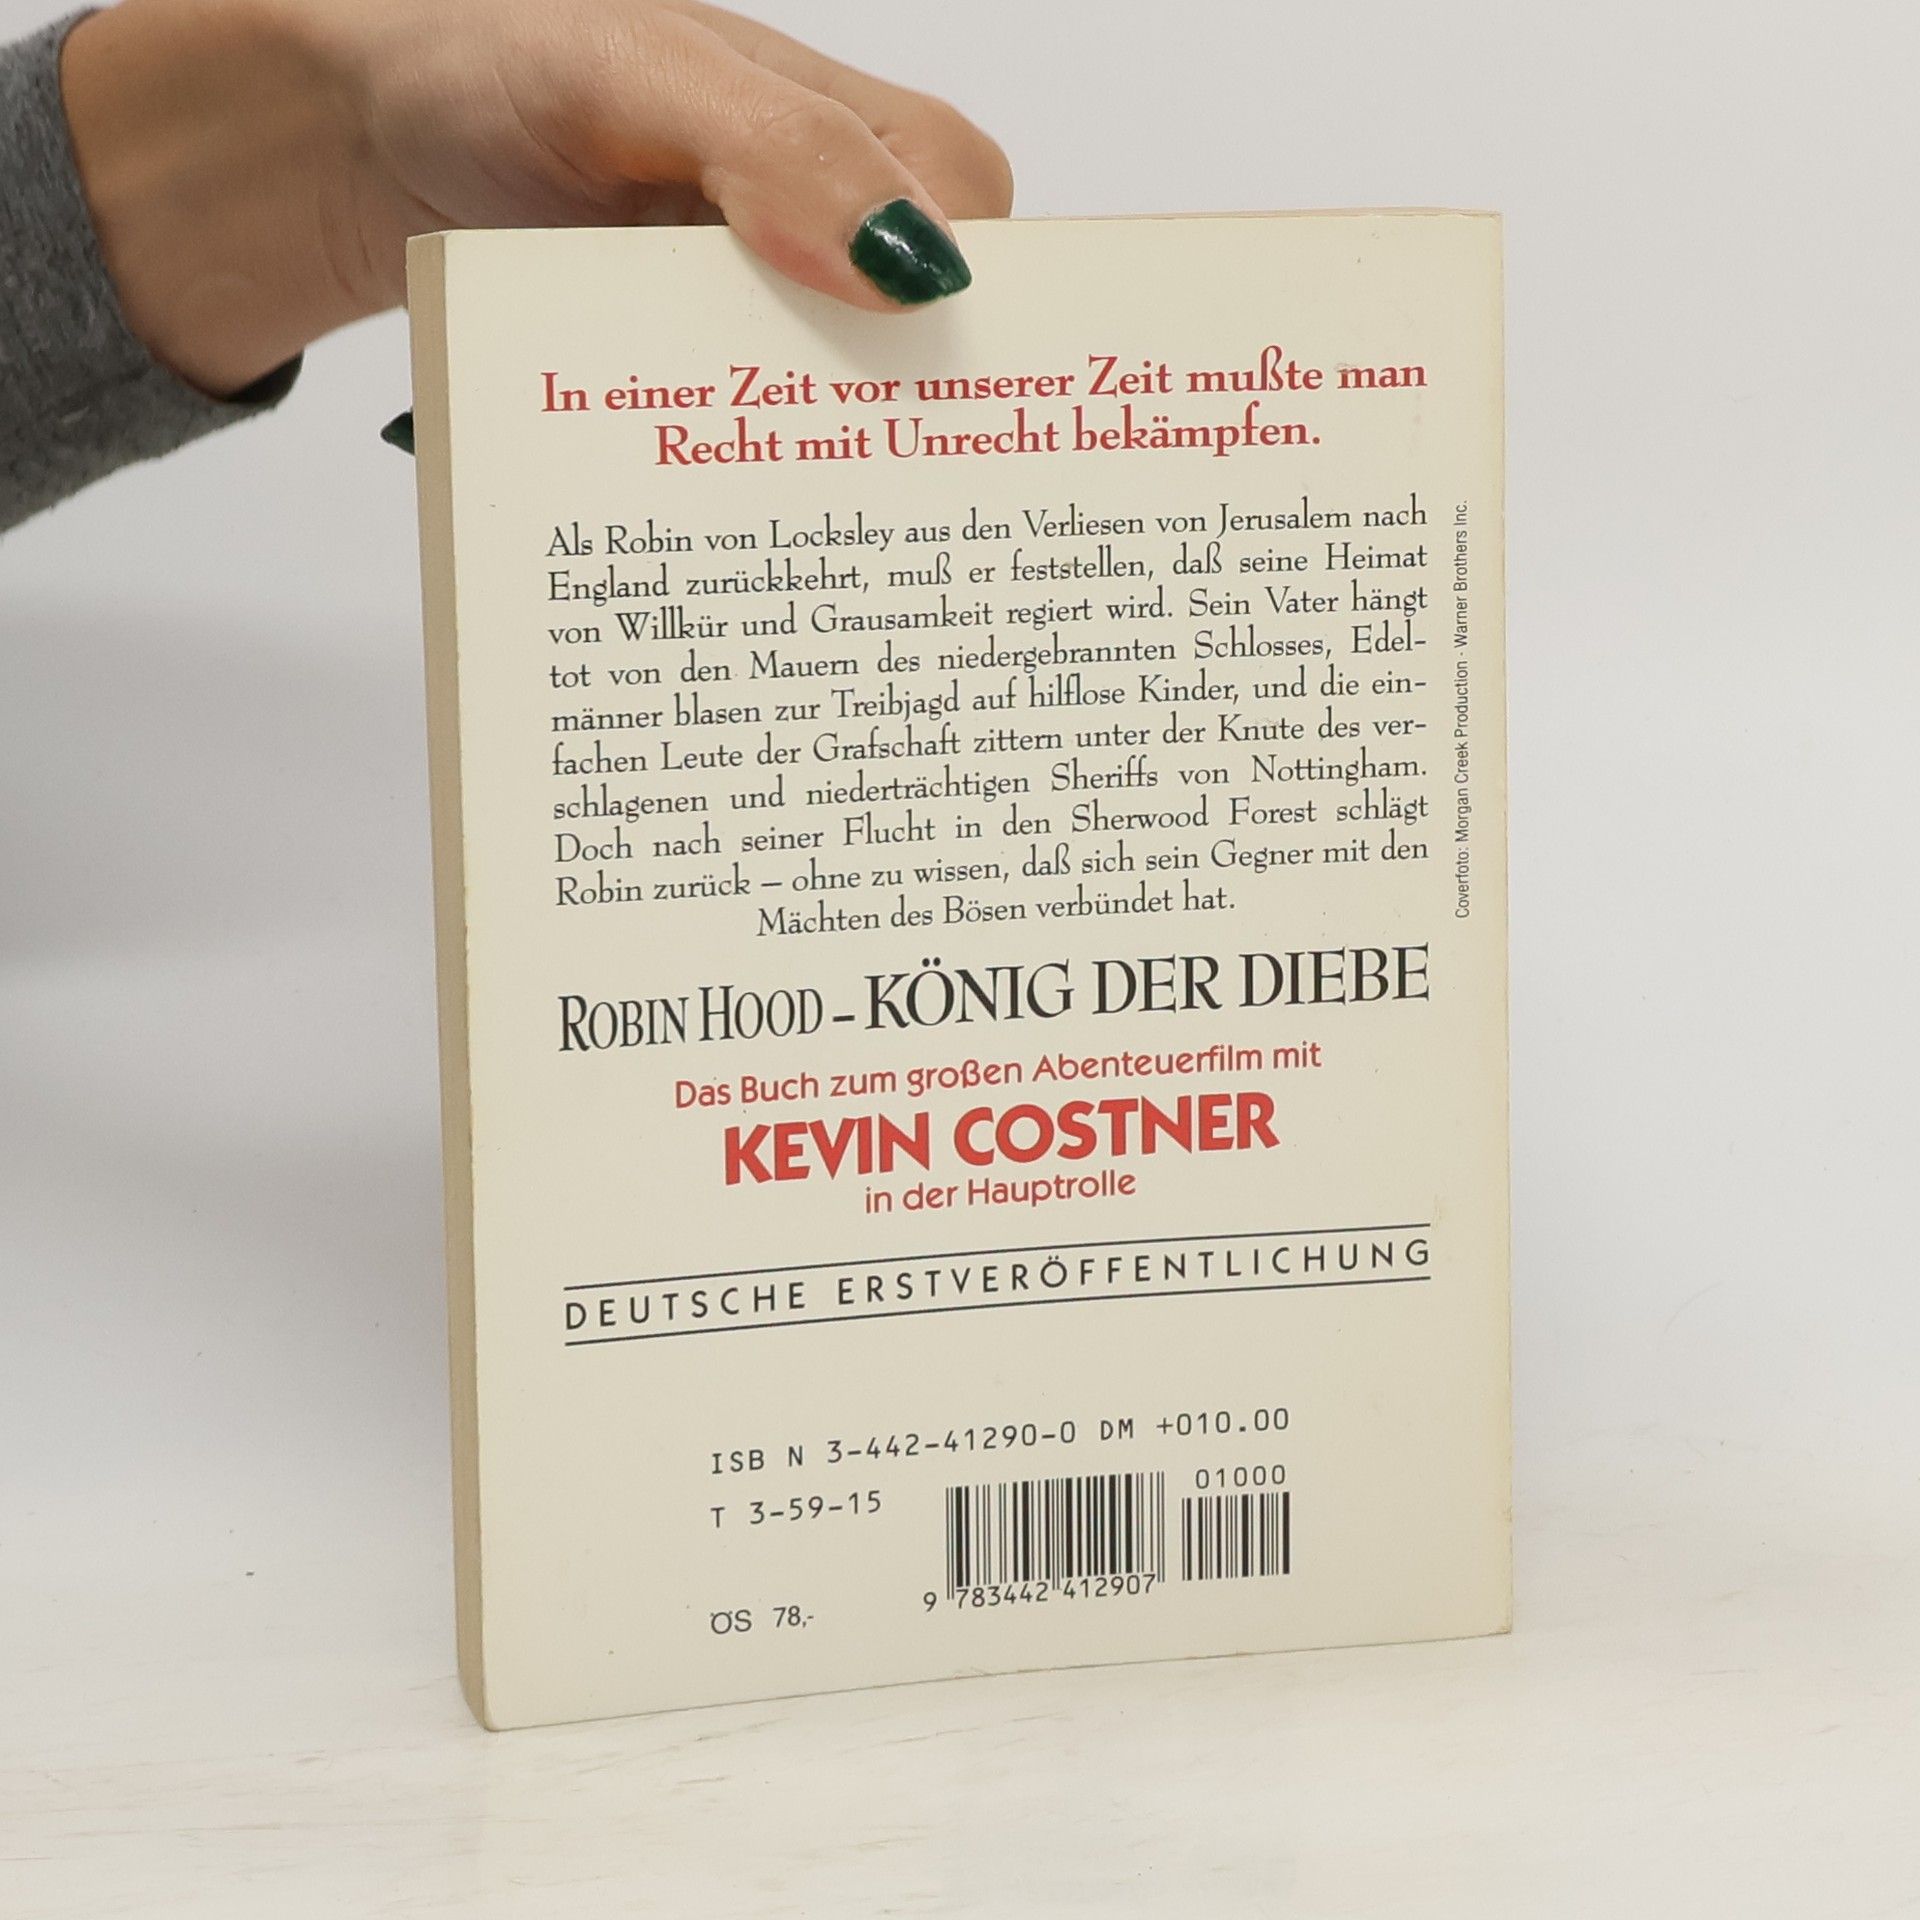 In einer Zeit vor unserer Zeit mußte man
Recht mit Unrecht bekämpfen.
Als Robin von Locksley aus den Verliesen von Jerusalem nach
England zurückkehrt, muß er feststellen, daß seine Heimat
von Willkür und Grausamkeit regiert wird. Sein Vater hängt
tot von den Mauern des niedergebrannten Schlosses, Edel-
männer blasen zur Treibjagd auf hilflose Kinder, und die ein-
fachen Leute der Grafschaft zittern unter der Knute des ver-
schlagenen und niederträchtigen Sheriffs von Nottingham.
Doch nach seiner Flucht in den Sherwood Forest schlägt
Robin zurück – ohne zu wissen, daß sich sein Gegner mit den
Mächten des Bösen verbündet hat.
Coverfoto: Morgan Creek Production · Warner Brothers Inc.
ROBIN HOOD – KÖNIG DER DIEBE
Das Buch zum großen Abenteuerfilm mit
KEVIN COSTNER
in der Hauptrolle
DEUTSCHE ERSTVERÖFFENTLICHUNG
ISB N 3-442-41290-0 DM +010.00
T 3-59-15
01000
9 783442 412907
ÖS 78,-